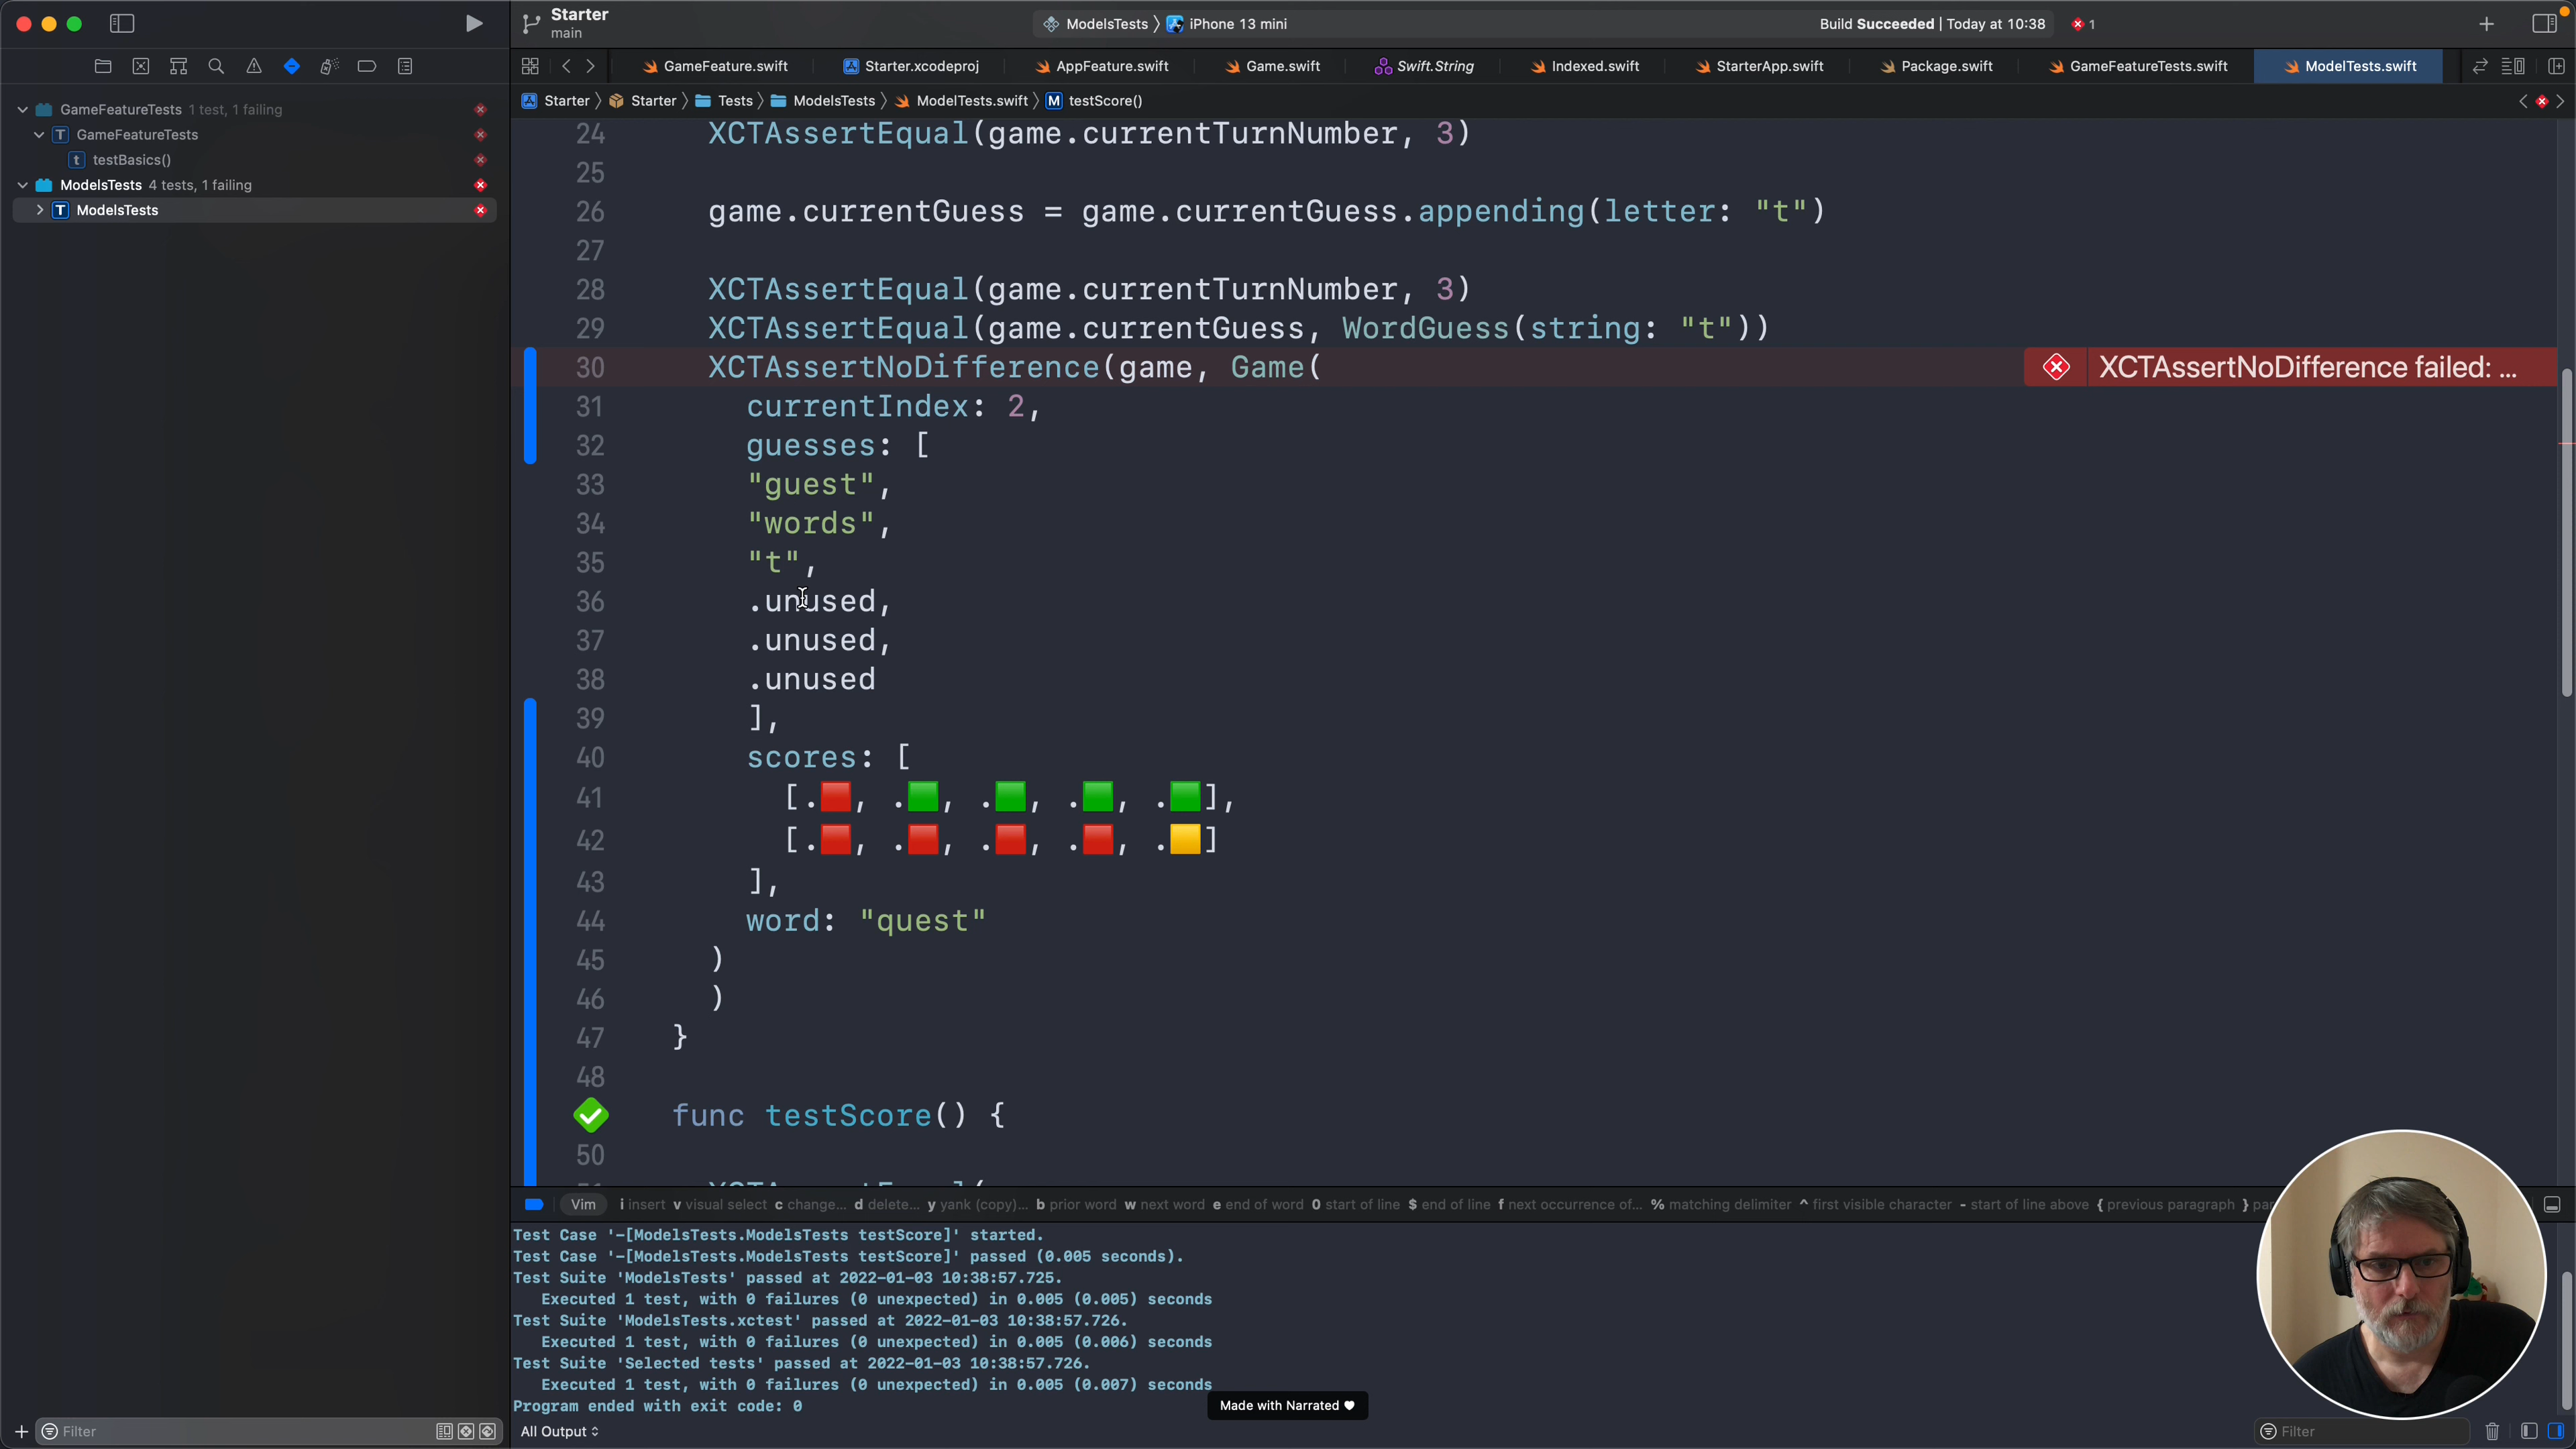 Starter
main
ModelsTests
iPhone 13 mini
Build Succeeded | Today at 10:38
1
GameFeature.swift
Starter.xcodeproj
AppFeature.swift
Game.swift
Swift.String
Indexed.swift
StarterApp.swift
Package.swift
GameFeatureTests.swift
ModelTests.swift
Starter
Starter
Tests
ModelsTests
ModelTests.swift
M testScore()
GameFeatureTests 1 test, 1 failing
T GameFeatureTests
t testBasics()
ModelsTests 4 tests, 1 failing
T ModelsTests
24 XCTAssertEqual(game.currentTurnNumber, 3)
25
26 game.currentGuess = game.currentGuess.appending(letter: "t")
27
28 XCTAssertEqual(game.currentTurnNumber, 3)
29 XCTAssertEqual(game.currentGuess, WordGuess(string: "t"))
30 XCTAssertNoDifference(game, Game(
XCTAssertNoDifference failed: ...
31 currentIndex: 2,
32 guesses: [
33 "guest",
34 "words",
35 "t",
36 .unused,
37 .unused,
38 .unused
39 ],
40 scores: [
41 [.🟥, .🟩, .🟩, .🟩, .🟩],
42 [.🟥, .🟥, .🟥, .🟥, .🟨]
43 ],
44 word: "quest"
45 )
46 )
47 }
48
func testScore() {
50
Vim i insert v visual select c change... d delete... y yank (copy)... b prior word w next word e end of word 0 start of line $ end of line f next occurrence of... % matching delimiter ^ first visible character - start of line above { previous paragraph }
Test Case '-[ModelsTests.ModelsTests testScore]' started.
Test Case '-[ModelsTests.ModelsTests testScore]' passed (0.005 seconds).
Test Suite 'ModelsTests' passed at 2022-01-03 10:38:57.725.
Executed 1 test, with 0 failures (0 unexpected) in 0.005 (0.005) seconds
Test Suite 'ModelsTests.xctest' passed at 2022-01-03 10:38:57.726.
Executed 1 test, with 0 failures (0 unexpected) in 0.005 (0.006) seconds
Test Suite 'Selected tests' passed at 2022-01-03 10:38:57.726.
Executed 1 test, with 0 failures (0 unexpected) in 0.005 (0.007) seconds
Program ended with exit code: 0
Made with Narrated ♥
Filter
All Output
Filter